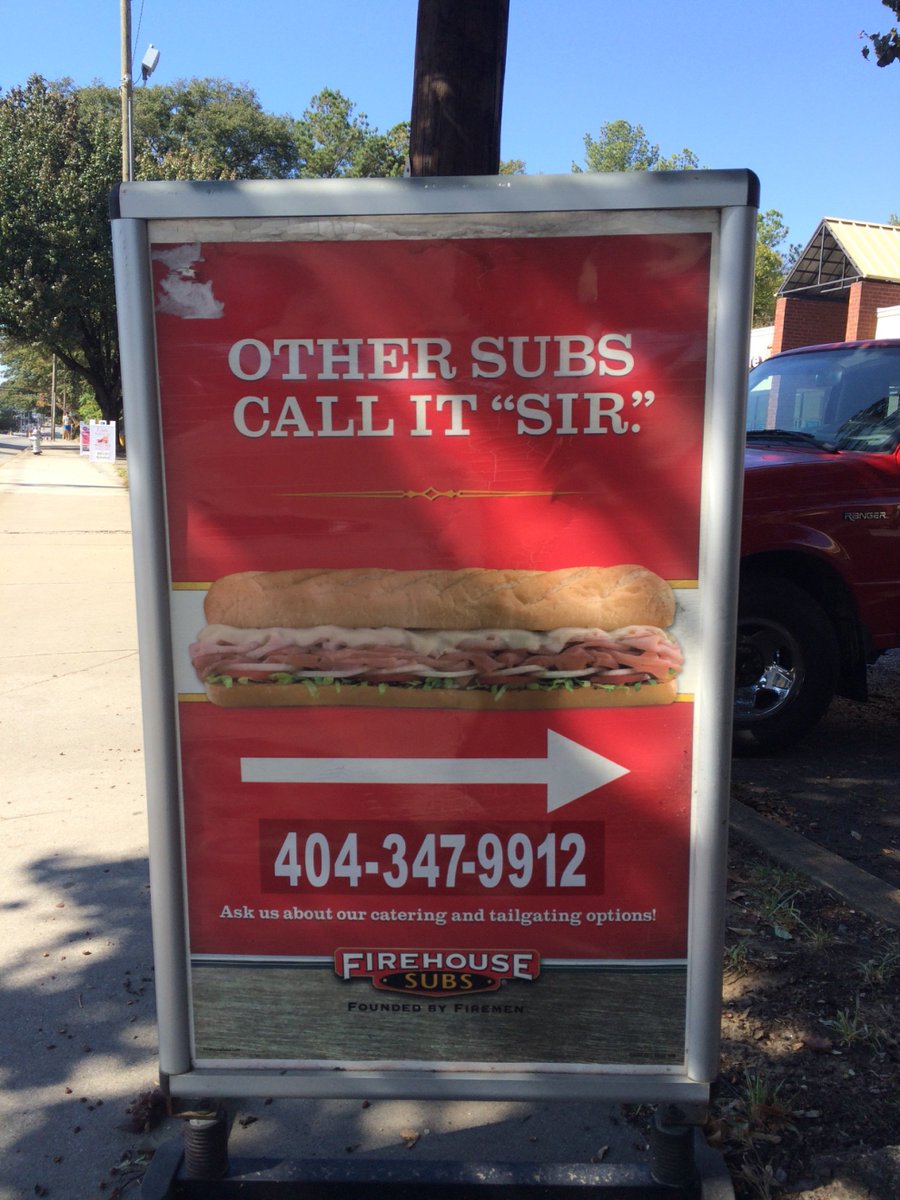 OTHER SUBS
CALL IT “SIR.”
RANGER
404-347-9912
Ask us about our catering and tailgating options!
FIREHOUSE
SUBS
FOUNDED BY FIREMEN